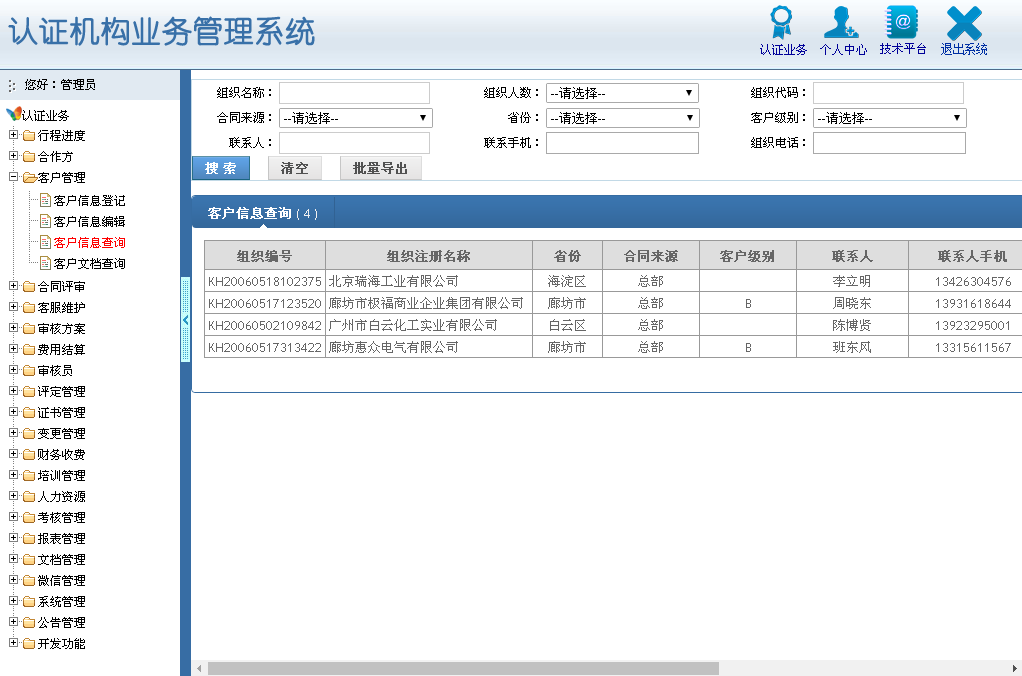 认证机构业务管理系统
认证业务 个人中心 技术平台 退出系统
您好：管理员
认证业务
行程进度
合作方
客户管理
客户信息登记
客户信息编辑
客户信息查询
客户文档查询
合同评审
客服维护
审核方案
费用结算
审核员
评定管理
证书管理
变更管理
财务收费
培训管理
人力资源
考核管理
报表管理
文档管理
微信管理
系统管理
公告管理
开发功能
组织名称： 组织人数： --请选择-- 组织代码：
合同来源： --请选择-- 省份： --请选择-- 客户级别： --请选择--
联系人： 联系手机： 组织电话：
搜 索 清空 批量导出
客户信息查询 ( 4 )
组织编号 组织注册名称 省份 合同来源 客户级别 联系人 联系人手机
KH20060518102375 北京瑞海工业有限公司 海淀区 总部 李立明 13426304576
KH20060517123520 廊坊市极福商业企业集团有限公司 廊坊市 总部 B 周晓东 13931618644
KH20060502109842 广州市白云化工实业有限公司 白云区 总部 陈博贤 13923295001
KH20060517313422 廊坊惠众电气有限公司 廊坊市 总部 B 班东风 13315611567